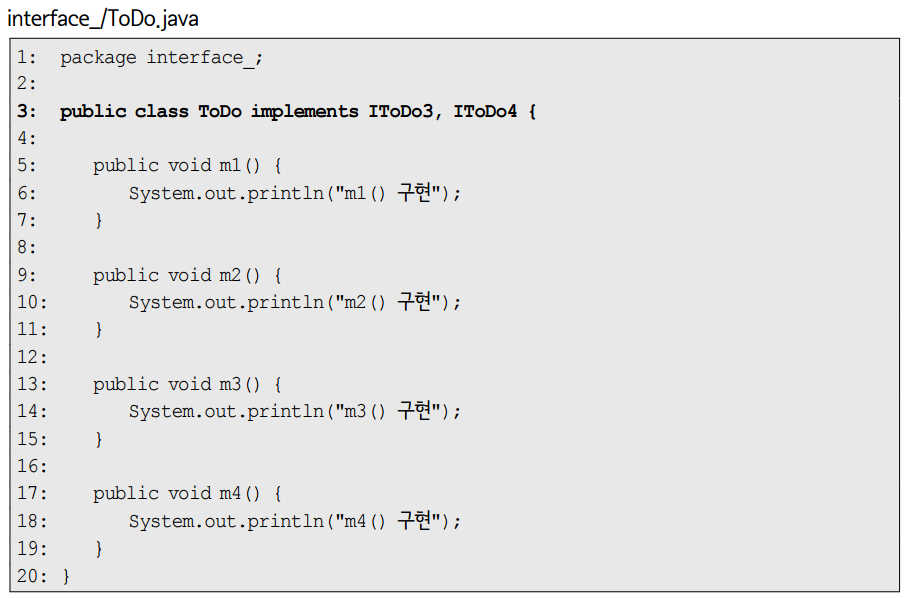 interface_/ToDo.java
1: package interface_;
2:
3: public class ToDo implements IToDo3, IToDo4 {
4:
5: public void m1() {
6: System.out.println("m1() 구현");
7: }
8:
9: public void m2() {
10: System.out.println("m2() 구현");
11: }
12:
13: public void m3() {
14: System.out.println("m3() 구현");
15: }
16:
17: public void m4() {
18: System.out.println("m4() 구현");
19: }
20: }